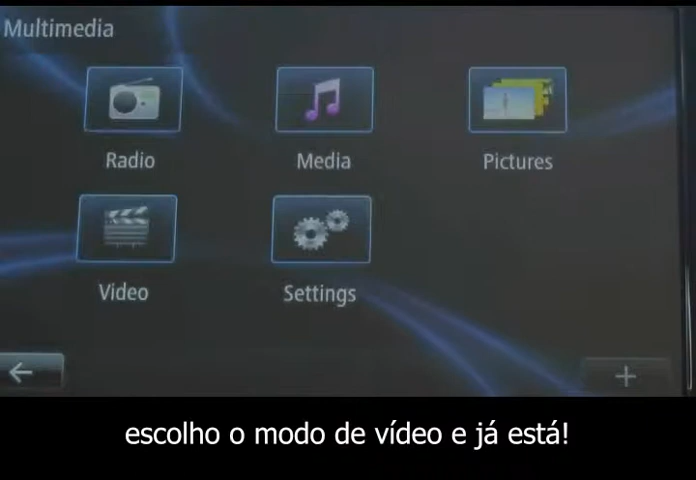 Multimedia
Radio
Media
Pictures
Video
Settings
escolho o modo de vídeo e já está!